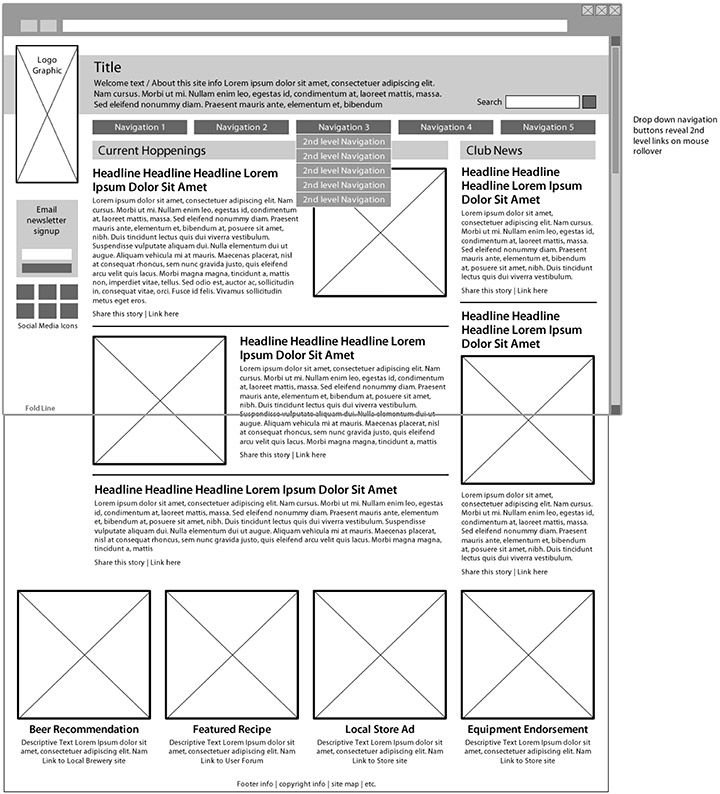 Logo
Graphic
Title
Welcome text / About this site info Lorem ipsum dolor sit amet, consectetuer adipiscing elit.
Nam cursus. Morbi ut mi. Nullam enim leo, egestas id, condimentum at, laoreet mattis, massa.
Sed eleifend nonummy diam. Praesent mauris ante, elementum et, bibendum
Search
Navigation 1
Navigation 2
Navigation 3
Navigation 4
Navigation 5
2nd level Navigation
2nd level Navigation
2nd level Navigation
2nd level Navigation
2nd level Navigation
Drop down navigation
buttons reveal 2nd
level links on mouse
rollover
Email
newsletter
signup
Social Media Icons
Fold Line
Current Hoppenings
Headline Headline Headline Lorem
Ipsum Dolor Sit Amet
Lorem ipsum dolor sit amet, consectetuer adipiscing elit. Nam
cursus. Morbi ut mi. Nullam enim leo, egestas id, condimentum
at, laoreet mattis, massa. Sed eleifend nonummy diam. Praesent
mauris ante, elementum et, bibendum at, posuere sit amet,
nibh. Duis tincidunt lectus quis dui viverra vestibulum.
Suspendisse vulputate aliquam dui. Nulla elementum dui ut
augue. Aliquam vehicula mi at mauris. Maecenas placerat, nisl
at consequat rhoncus, sem nunc gravida justo, quis eleifend
arcu velit quis lacus. Morbi magna magna, tincidunt a, mattis
non, imperdiet vitae, tellus. Sed odio est, auctor ac, sollicitudin
in, consequat vitae, orci. Fusce id felis. Vivamus sollicitudin
metus eget eros.
Share this story | Link here
Headline Headline Headline Lorem
Ipsum Dolor Sit Amet
Lorem ipsum dolor sit amet, consectetuer adipiscing elit. Nam
cursus. Morbi ut mi. Nullam enim leo, egestas id, condimentum
at, laoreet mattis, massa. Sed eleifend nonummy diam. Praesent
mauris ante, elementum et, bibendum at, posuere sit amet,
nibh. Duis tincidunt lectus quis dui viverra vestibulum.
Suspendisse vulputate aliquam dui. Nulla elementum dui ut
augue. Aliquam vehicula mi at mauris. Maecenas placerat, nisl
at consequat rhoncus, sem nunc gravida justo, quis eleifend
arcu velit quis lacus. Morbi magna magna, tincidunt a, mattis
Share this story | Link here
Headline Headline Headline Lorem Ipsum Dolor Sit Amet
Lorem ipsum dolor sit amet, consectetuer adipiscing elit. Nam cursus. Morbi ut mi. Nullam enim leo, egestas
id, condimentum at, laoreet mattis, massa. Sed eleifend nonummy diam. Praesent mauris ante, elementum
et, bibendum at, posuere sit amet, nibh. Duis tincidunt lectus quis dui viverra vestibulum. Suspendisse
vulputate aliquam dui. Nulla elementum dui ut augue. Aliquam vehicula mi at mauris. Maecenas placerat,
nisl at consequat rhoncus, sem nunc gravida justo, quis eleifend arcu velit quis lacus. Morbi magna magna,
tincidunt a, mattis
Share this story | Link here
Club News
Headline Headline
Headline Lorem Ipsum
Dolor Sit Amet
Lorem ipsum dolor sit amet,
consectetuer adipiscing elit. Nam cursus.
Morbi ut mi. Nullam enim leo, egestas id,
condimentum at, laoreet mattis, massa.
Sed eleifend nonummy diam. Praesent
mauris ante, elementum et, bibendum
at, posuere sit amet, nibh. Duis tincidunt
lectus quis dui viverra vestibulum.
Share this story | Link here
Headline Headline
Headline Lorem Ipsum
Dolor Sit Amet
Lorem ipsum dolor sit amet,
consectetuer adipiscing elit. Nam cursus.
Morbi ut mi. Nullam enim leo, egestas id,
condimentum at, laoreet mattis, massa.
Sed eleifend nonummy diam. Praesent
mauris ante, elementum et, bibendum
at, posuere sit amet, nibh. Duis tincidunt
lectus quis dui viverra vestibulum.
Share this story | Link here
Beer Recommendation
Descriptive Text Lorem ipsum dolor sit
amet, consectetuer adipiscing elit. Nam
Link to Local Brewery site
Featured Recipe
Descriptive Text Lorem ipsum dolor sit
amet, consectetuer adipiscing elit. Nam
Link to User Forum
Local Store Ad
Descriptive Text Lorem ipsum dolor sit
amet, consectetuer adipiscing elit. Nam
Link to Store site
Equipment Endorsement
Descriptive Text Lorem ipsum dolor sit
amet, consectetuer adipiscing elit. Nam
Link to Store site
Footer info | copyright info | site map | etc.